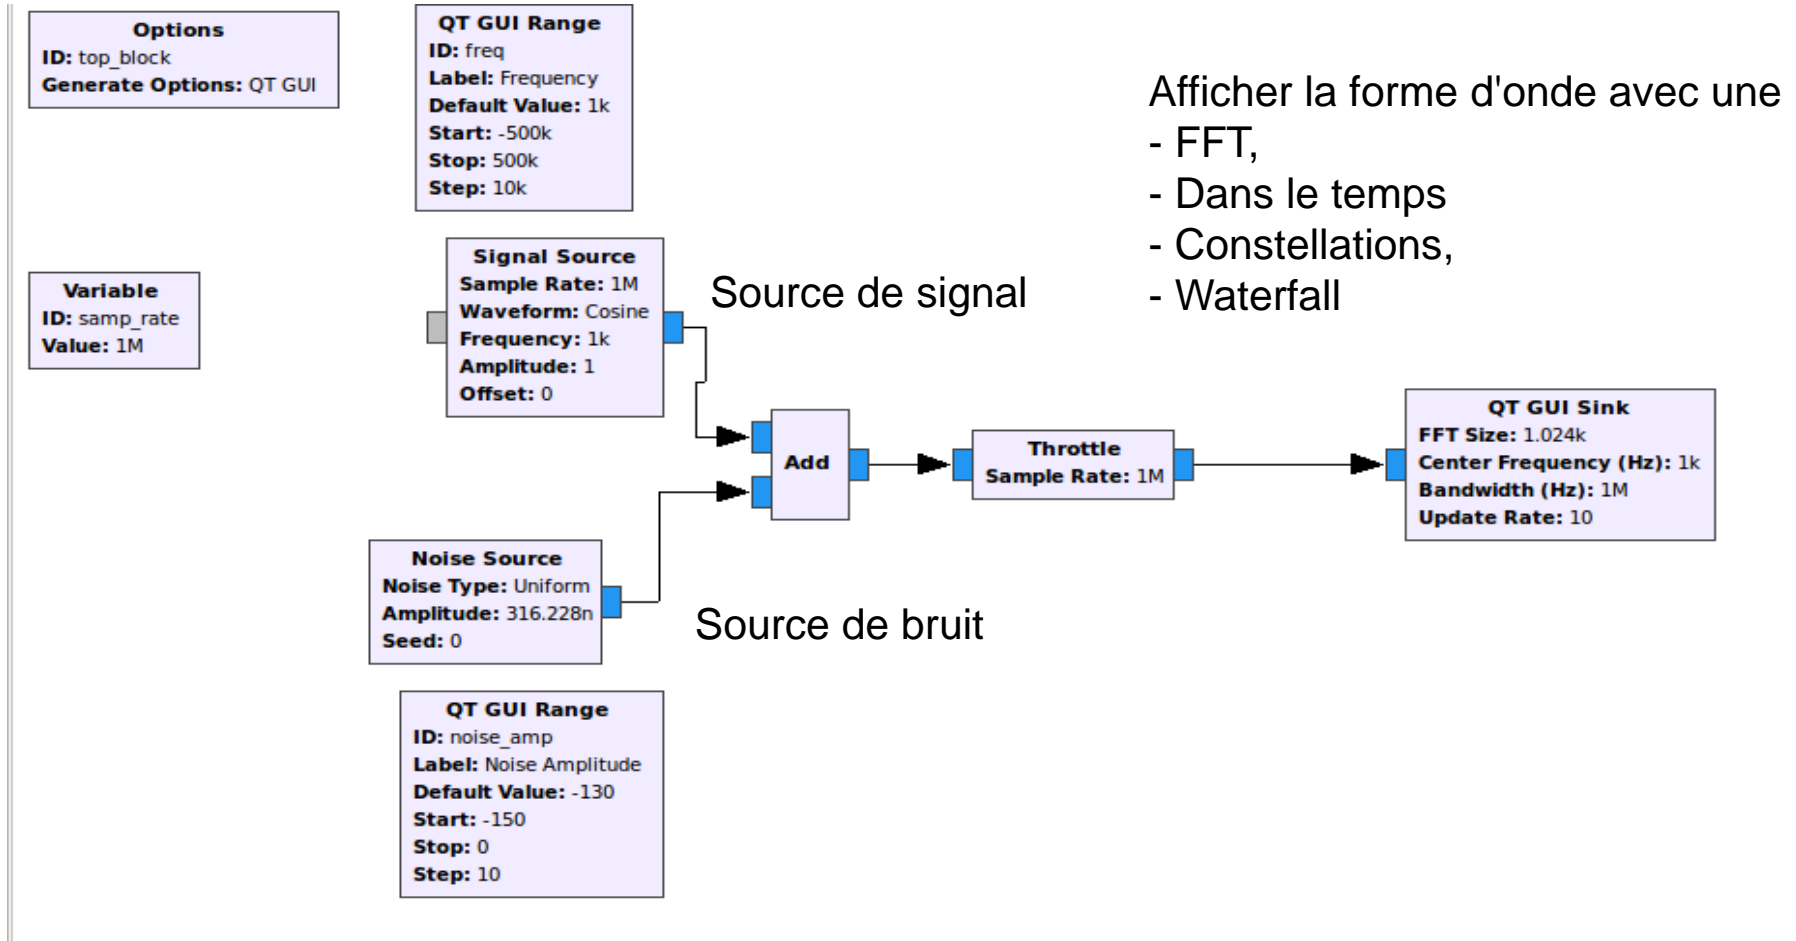 Options
ID: top_block
Generate Options: QT GUI
QT GUI Range
ID: freq
Label: Frequency
Default Value: 1k
Start: -500k
Stop: 500k
Step: 10k
Afficher la forme d'onde avec une
- FFT,
- Dans le temps
- Constellations,
- Waterfall
Variable
ID: samp_rate
Value: 1M
Signal Source
Sample Rate: 1M
Waveform: Cosine
Frequency: 1k
Amplitude: 1
Offset: 0
Source de signal
Add
Throttle
Sample Rate: 1M
QT GUI Sink
FFT Size: 1.024k
Center Frequency (Hz): 1k
Bandwidth (Hz): 1M
Update Rate: 10
Noise Source
Noise Type: Uniform
Amplitude: 316.228n
Seed: 0
Source de bruit
QT GUI Range
ID: noise_amp
Label: Noise Amplitude
Default Value: -130
Start: -150
Stop: 0
Step: 10